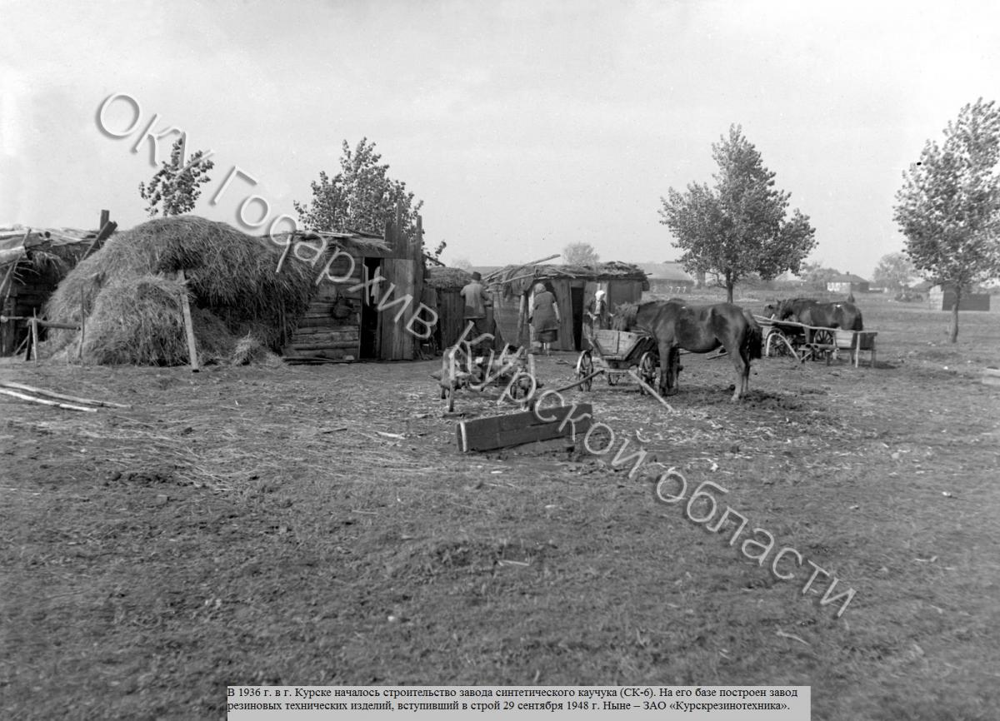 ОКУ Госархив Курской области
В 1936 г. в г. Курске началось строительство завода синтетического каучука (СК-6). На его базе построен завод
резиновых технических изделий, вступивший в строй 29 сентября 1948 г. Ныне – ЗАО «Курскрезинотехника».